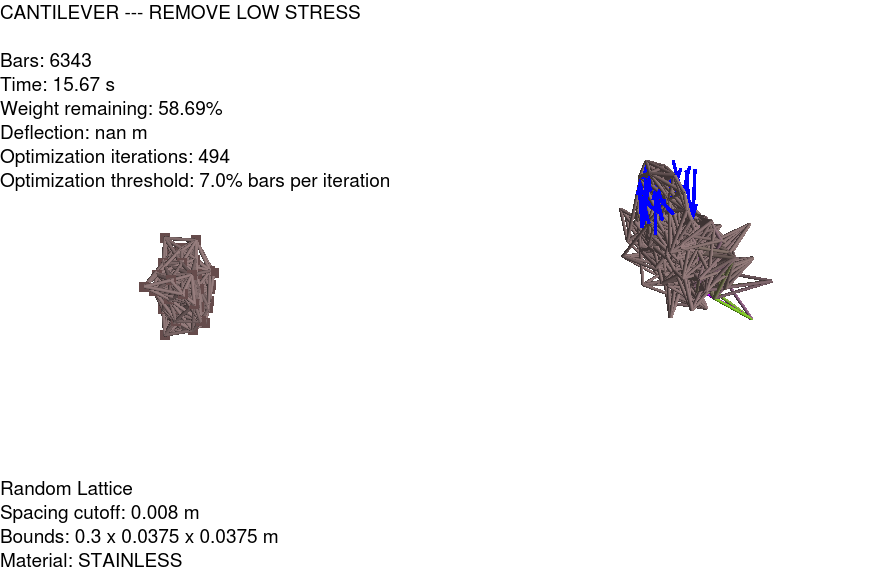 CANTILEVER --- REMOVE LOW STRESS
Bars: 6343
Time: 15.67 s
Weight remaining: 58.69%
Deflection: nan m
Optimization iterations: 494
Optimization threshold: 7.0% bars per iteration
Random Lattice
Spacing cutoff: 0.008 m
Bounds: 0.3 x 0.0375 x 0.0375 m
Material: STAINLESS